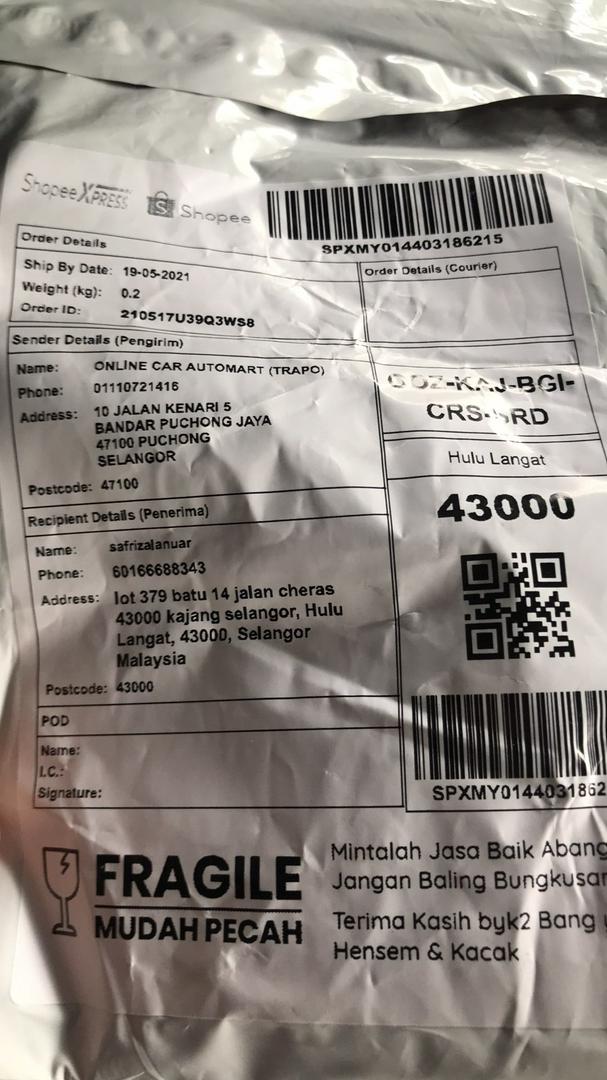 ShopeeXPRESS Shopee
SPXMY014403186215
Order Details
Ship By Date: 19-05-2021
Weight (kg): 0.2
Order ID: 210517U39Q3WS8
Order Details (Courier)
Sender Details (Pengirim)
Name: ONLINE CAR AUTOMART (TRAPO)
Phone: 01110721416
Address: 10 JALAN KENARI 5
BANDAR PUCHONG JAYA
47100 PUCHONG
SELANGOR
Postcode: 47100
KAJ-BGI-
CRS-
Hulu Langat
43000
Recipient Details (Penerima)
Name: safrizalanuar
Phone: 60166688343
Address: lot 379 batu 14 jalan cheras
43000 kajang selangor, Hulu
Langat, 43000, Selangor
Malaysia
Postcode: 43000
POD
Name:
I.C.:
Signature:
SPXMY0144031862
FRAGILE
MUDAH PECAH
Mintalah Jasa Baik Abang
Jangan Baling Bungkusan
Terima Kasih byk2 Bang
Hensem & Kacak